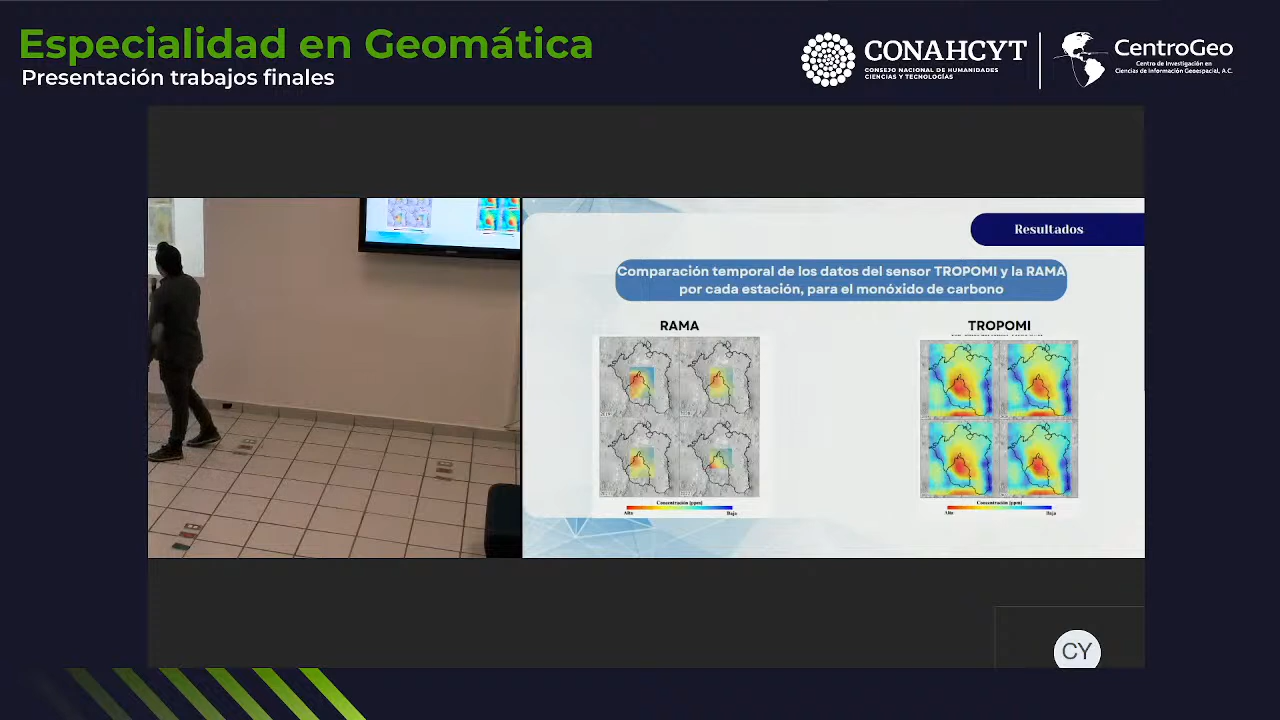 Especialidad en Geomática
Presentación trabajos finales
CONAHCYT
CONSEJO NACIONAL DE HUMANIDADES
CIENCIAS Y TECNOLOGÍAS
CentroGeo
Centro de Investigación en
Ciencias de Información Geoespacial, A.C.
Resultados
Comparación temporal de los datos del sensor TROPOMI y la RAMA
por cada estación, para el monóxido de carbono
RAMA
TROPOMI
Concentración [ppm]
Alta
Baja
Concentración [ppm]
Alta
Baja
CY